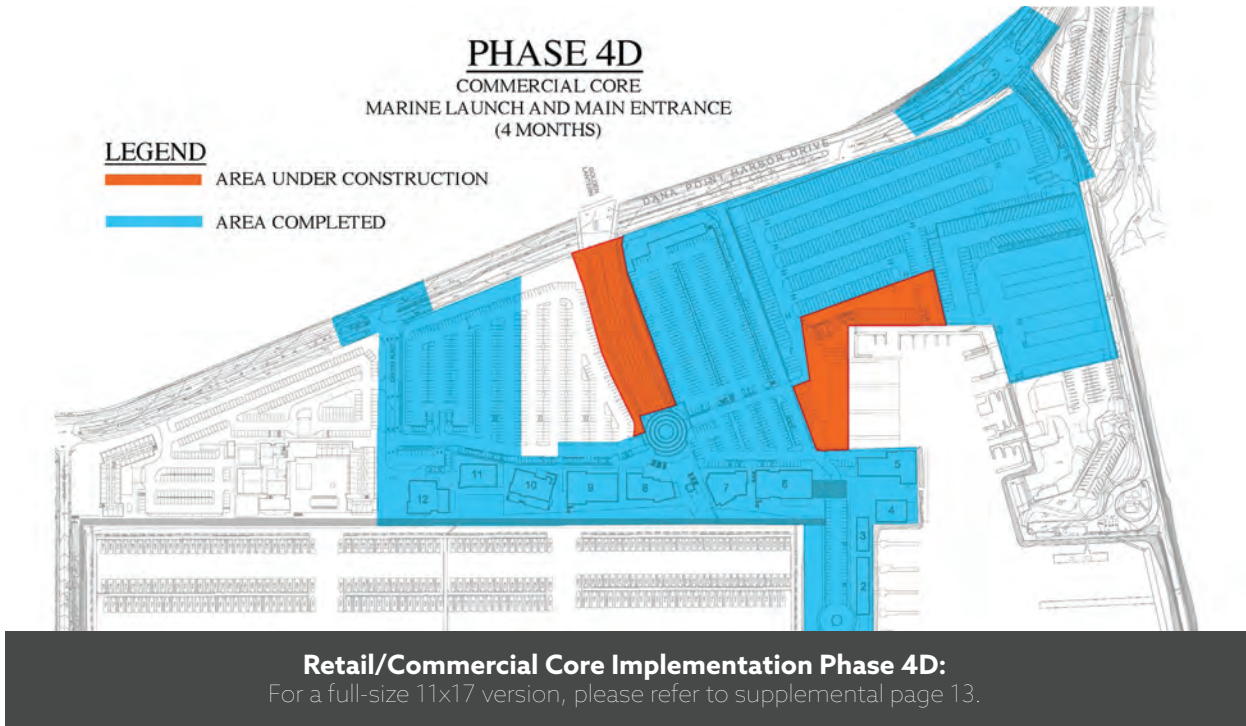 PHASE 4D
COMMERCIAL CORE
MARINE LAUNCH AND MAIN ENTRANCE
(4 MONTHS)
LEGEND
AREA UNDER CONSTRUCTION
AREA COMPLETED
DANA POINT HARBOR DRIVE
12
11
10
9
8
7
6
5
4
3
2
Retail/Commercial Core Implementation Phase 4D:
For a full-size 11x17 version, please refer to supplemental page 13.